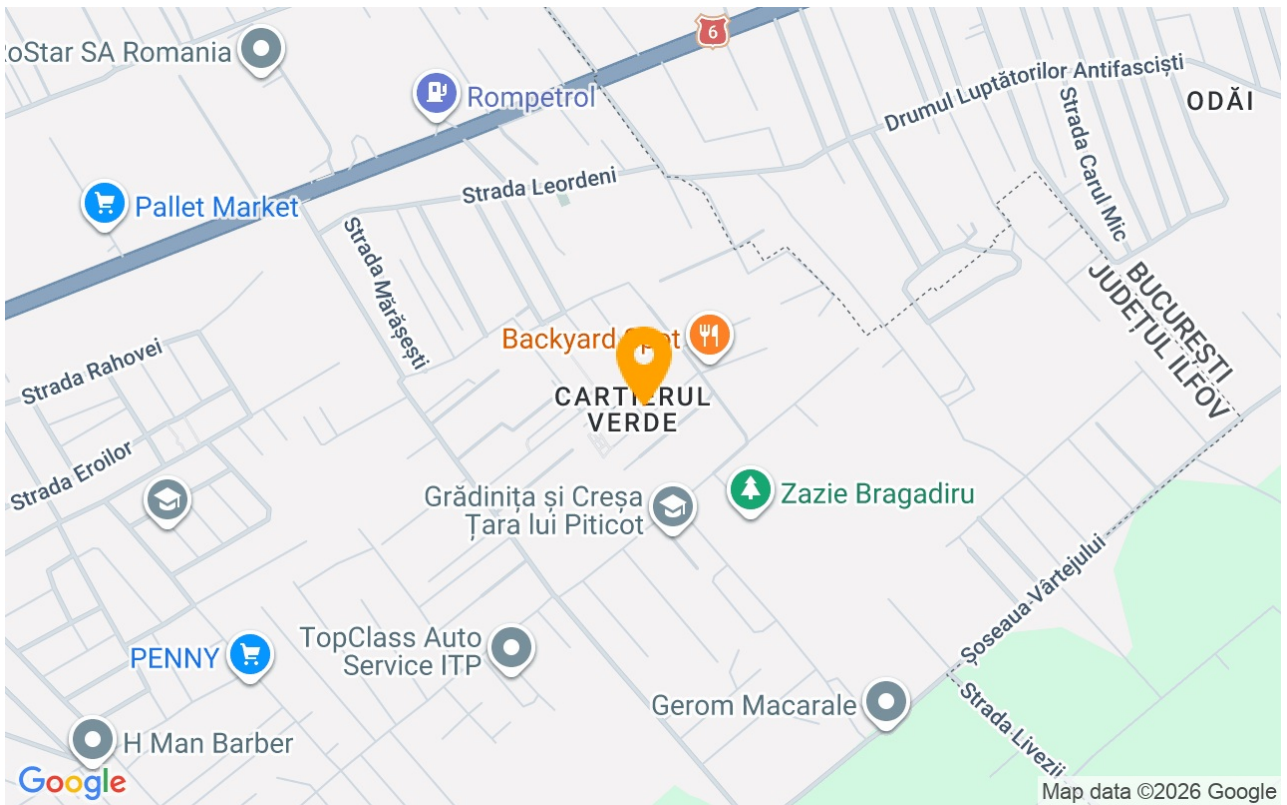 RoStar SA Romania
6
Rompetrol
Drumul Luptătorilor Antifasciști
ODĂI
Strada Carul Mic
Strada Leordeni
Pallet Market
Strada Mărășești
BUCUREȘTI
JUDEȚUL ILFOV
Backyard Spot
Strada Rahovei
CARTIERUL
VERDE
Strada Eroilor
Grădinița și Creșa
Țara lui Piticot
Zazie Bragadiru
Șoseaua Vârtejului
TopClass Auto
Service ITP
PENNY
Gerom Macarale
Strada Livezii
H Man Barber
Google
Map data ©2026 Google